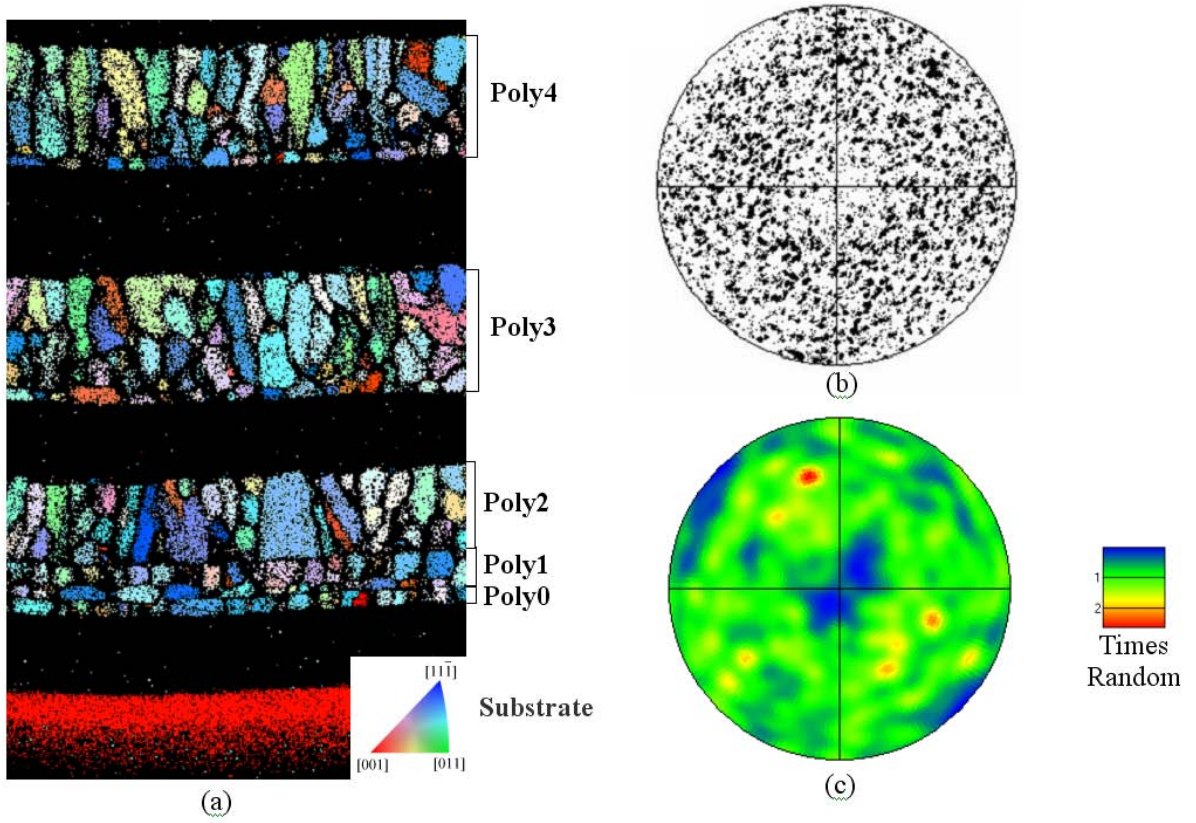 Poly4
Poly3
Poly2
Poly1
Poly0
[111̄]
[001]
[011]
Substrate
(a)
(b)
1
2
Times
Random
(c)